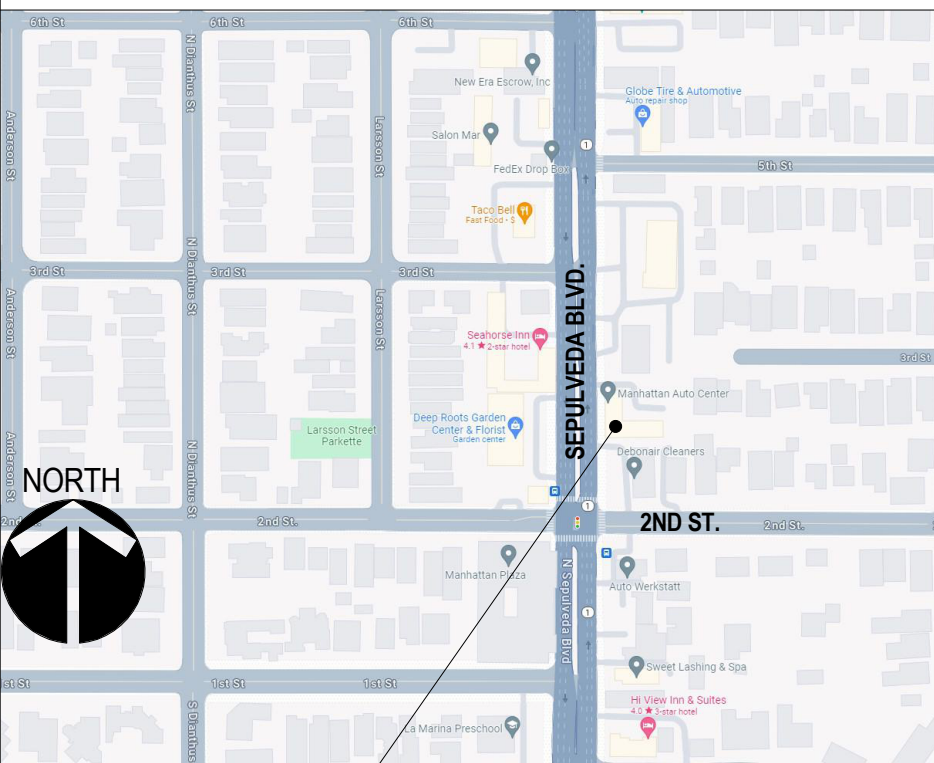 6th St
6th St
6th St
N Dianthus St
New Era Escrow, Inc
Globe Tire & Automotive
Auto repair shop
Anderson St
Larsson St
Salon Mar
1
FedEx Drop Box
5th St
Taco Bell
Fast Food • $
N Dianthus St
3rd St
3rd St
3rd St
SEPULVEDA BLVD.
Anderson St
Larsson St
Seahorse Inn
4.1 ★ 2-star hotel
3rd St
Manhattan Auto Center
Deep Roots Garden
Center & Florist
Garden center
Larsson Street
Parkette
Anderson St
N Dianthus St
Debonair Cleaners
NORTH
1
2nd
2nd St.
2ND ST.
2nd St.
Manhattan Plaza
N Sepulveda Blvd
Auto Werkstatt
1
Sweet Lashing & Spa
1st St
1st St
1st St
S Dianthus
Hi View Inn & Suites
4.0 ★ 3-star hotel
La Marina Preschool